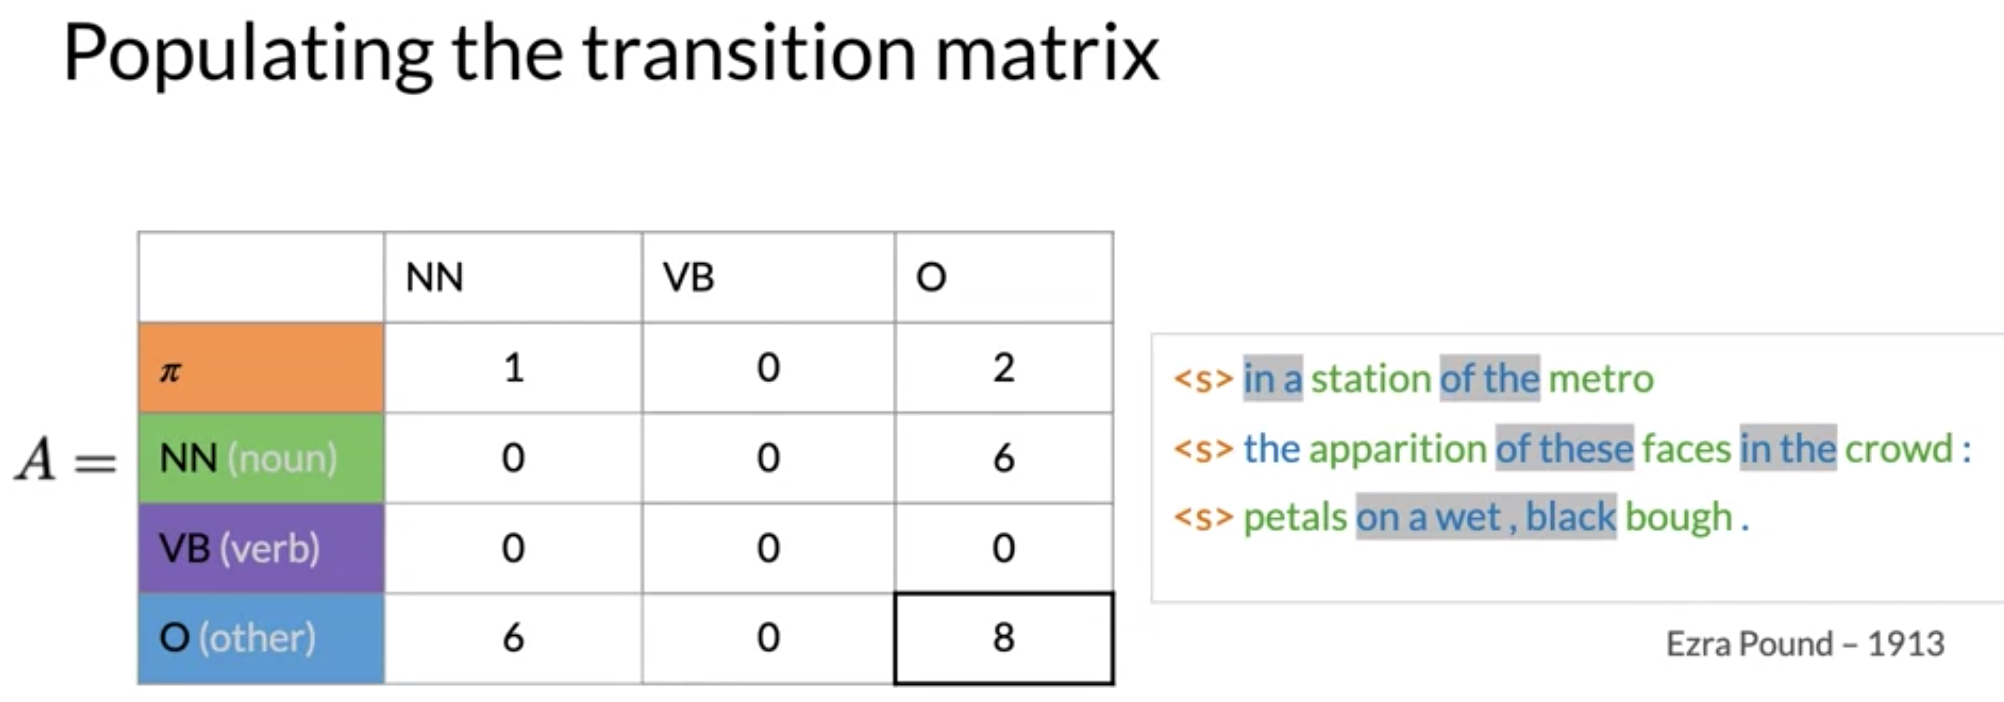 Populating the transition matrix
NN VB O
π 1 0 2
A = NN (noun) 0 0 6
VB (verb) 0 0 0
O (other) 6 0 8
<s> in a station of the metro
<s> the apparition of these faces in the crowd :
<s> petals on a wet , black bough .
Ezra Pound – 1913